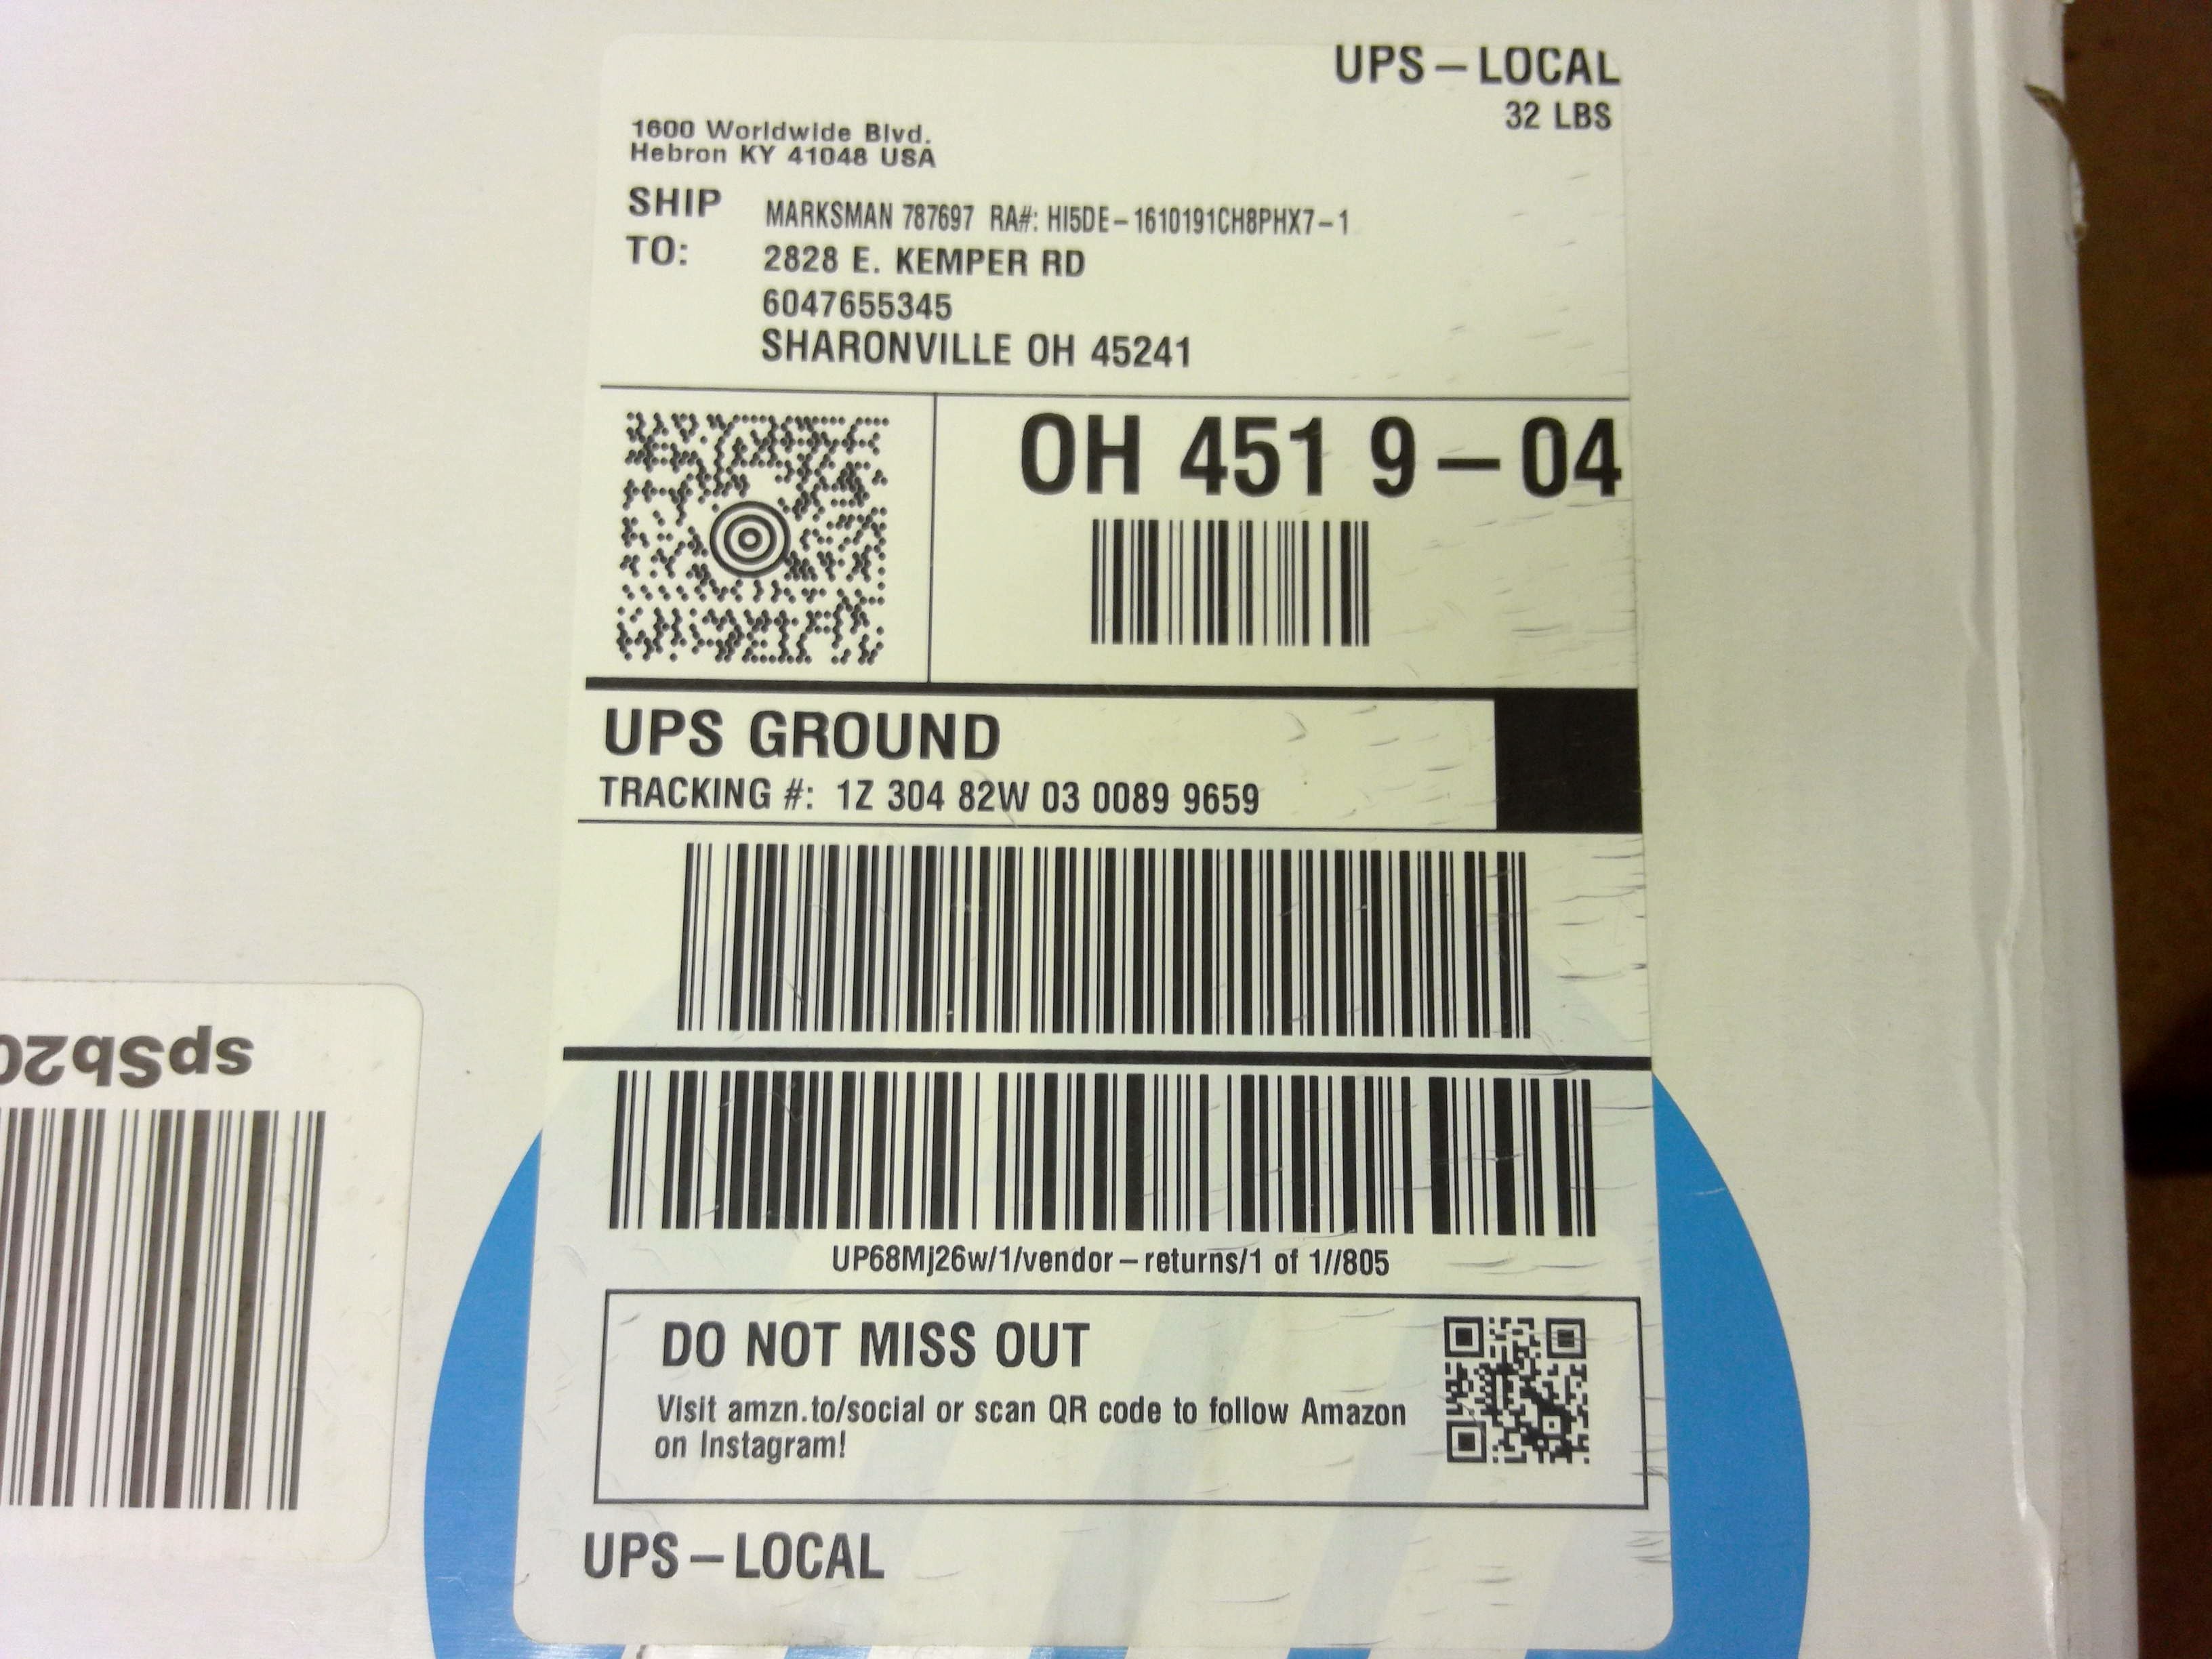 UPS – LOCAL
32 LBS
1600 Worldwide Blvd.
Hebron KY 41048 USA
SHIP
TO:
MARKSMAN 787697 RA#: HI5DE – 1610191CH8PHX7 – 1
2828 E. KEMPER RD
6047655345
SHARONVILLE OH 45241
OH 451 9 – 04
UPS GROUND
TRACKING #: 1Z 304 82W 03 0089 9659
UP68Mj26w/1/vendor – returns/1 of 1//805
DO NOT MISS OUT
Visit amzn.to/social or scan QR code to follow Amazon
on Instagram!
UPS – LOCAL
spSb20